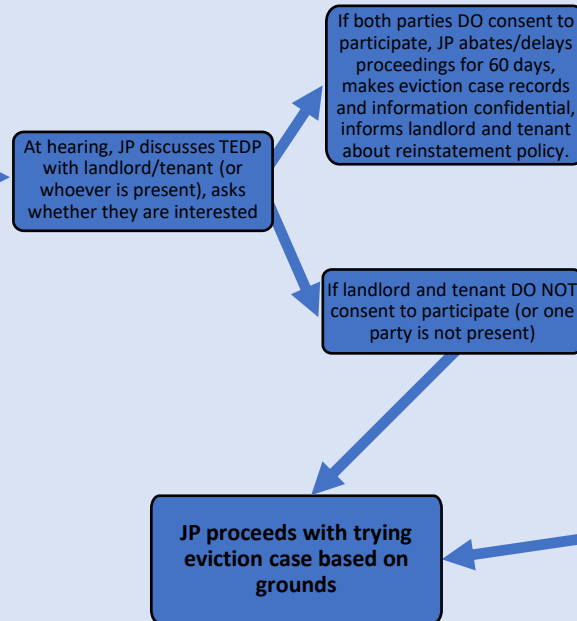 If both parties DO consent to
participate, JP abates/delays
proceedings for 60 days,
makes eviction case records
and information confidential,
informs landlord and tenant
about reinstatement policy.
At hearing, JP discusses TEDP
with landlord/tenant (or
whoever is present), asks
whether they are interested
If landlord and tenant DO NOT
consent to participate (or one
party is not present)
JP proceeds with trying
eviction case based on
grounds